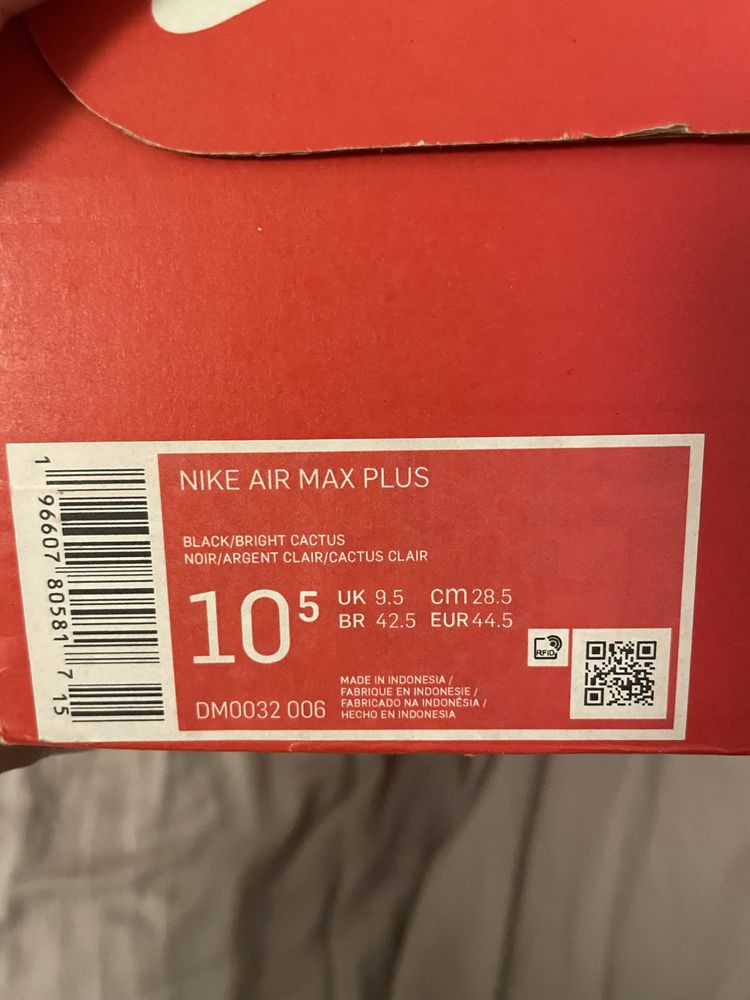 NIKE AIR MAX PLUS
BLACK/BRIGHT CACTUS
NOIR/ARGENT CLAIR/CACTUS CLAIR
10⁵
UK 9.5 cm 28.5
BR 42.5 EUR 44.5
RFID
DM0032 006
MADE IN INDONESIA /
FABRIQUE EN INDONESIE /
FABRICADO NA INDONÉSIA /
HECHO EN INDONESIA
1 96607 80581 7 15